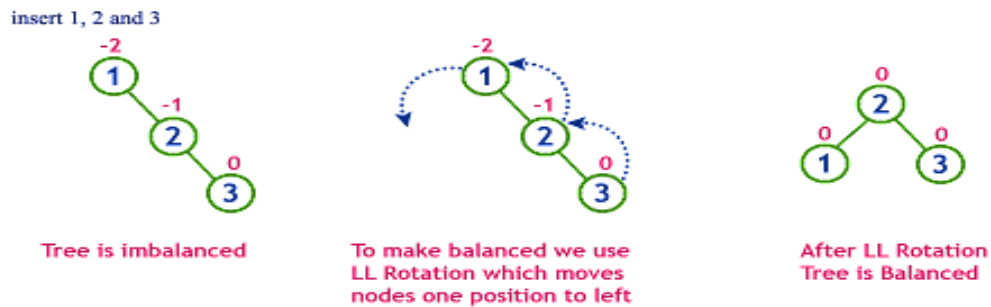 insert 1, 2 and 3
-2
1
-1
2
0
3
Tree is imbalanced
-2
1
-1
2
0
3
To make balanced we use
LL Rotation which moves
nodes one position to left
0
2
0
1
0
3
After LL Rotation
Tree is Balanced